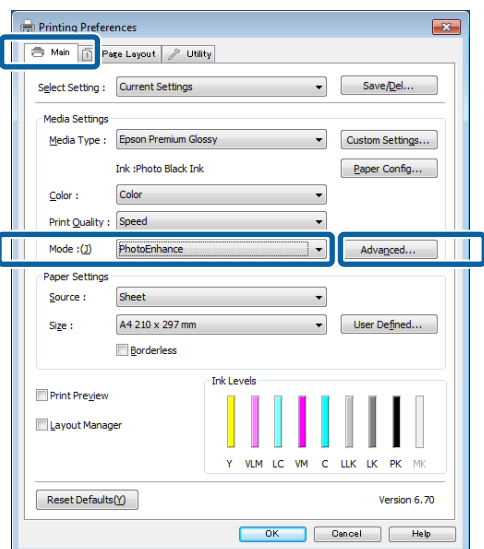 Printing Preferences
Main Page Layout Utility
1
Select Setting : Current Settings Save/Del...
Media Settings
Media Type : Epson Premium Glossy Custom Settings...
Ink :Photo Black Ink Paper Config...
Color : Color
Print Quality : Speed
Mode :(J) PhotoEnhance Advanced...
Paper Settings
Source : Sheet
Size : A4 210 x 297 mm User Defined...
Borderless
Ink Levels
Print Preview
Layout Manager
Y VLM LC VM C LLK LK PK MK
Reset Defaults(Y) Version 6.70
OK Cancel Help